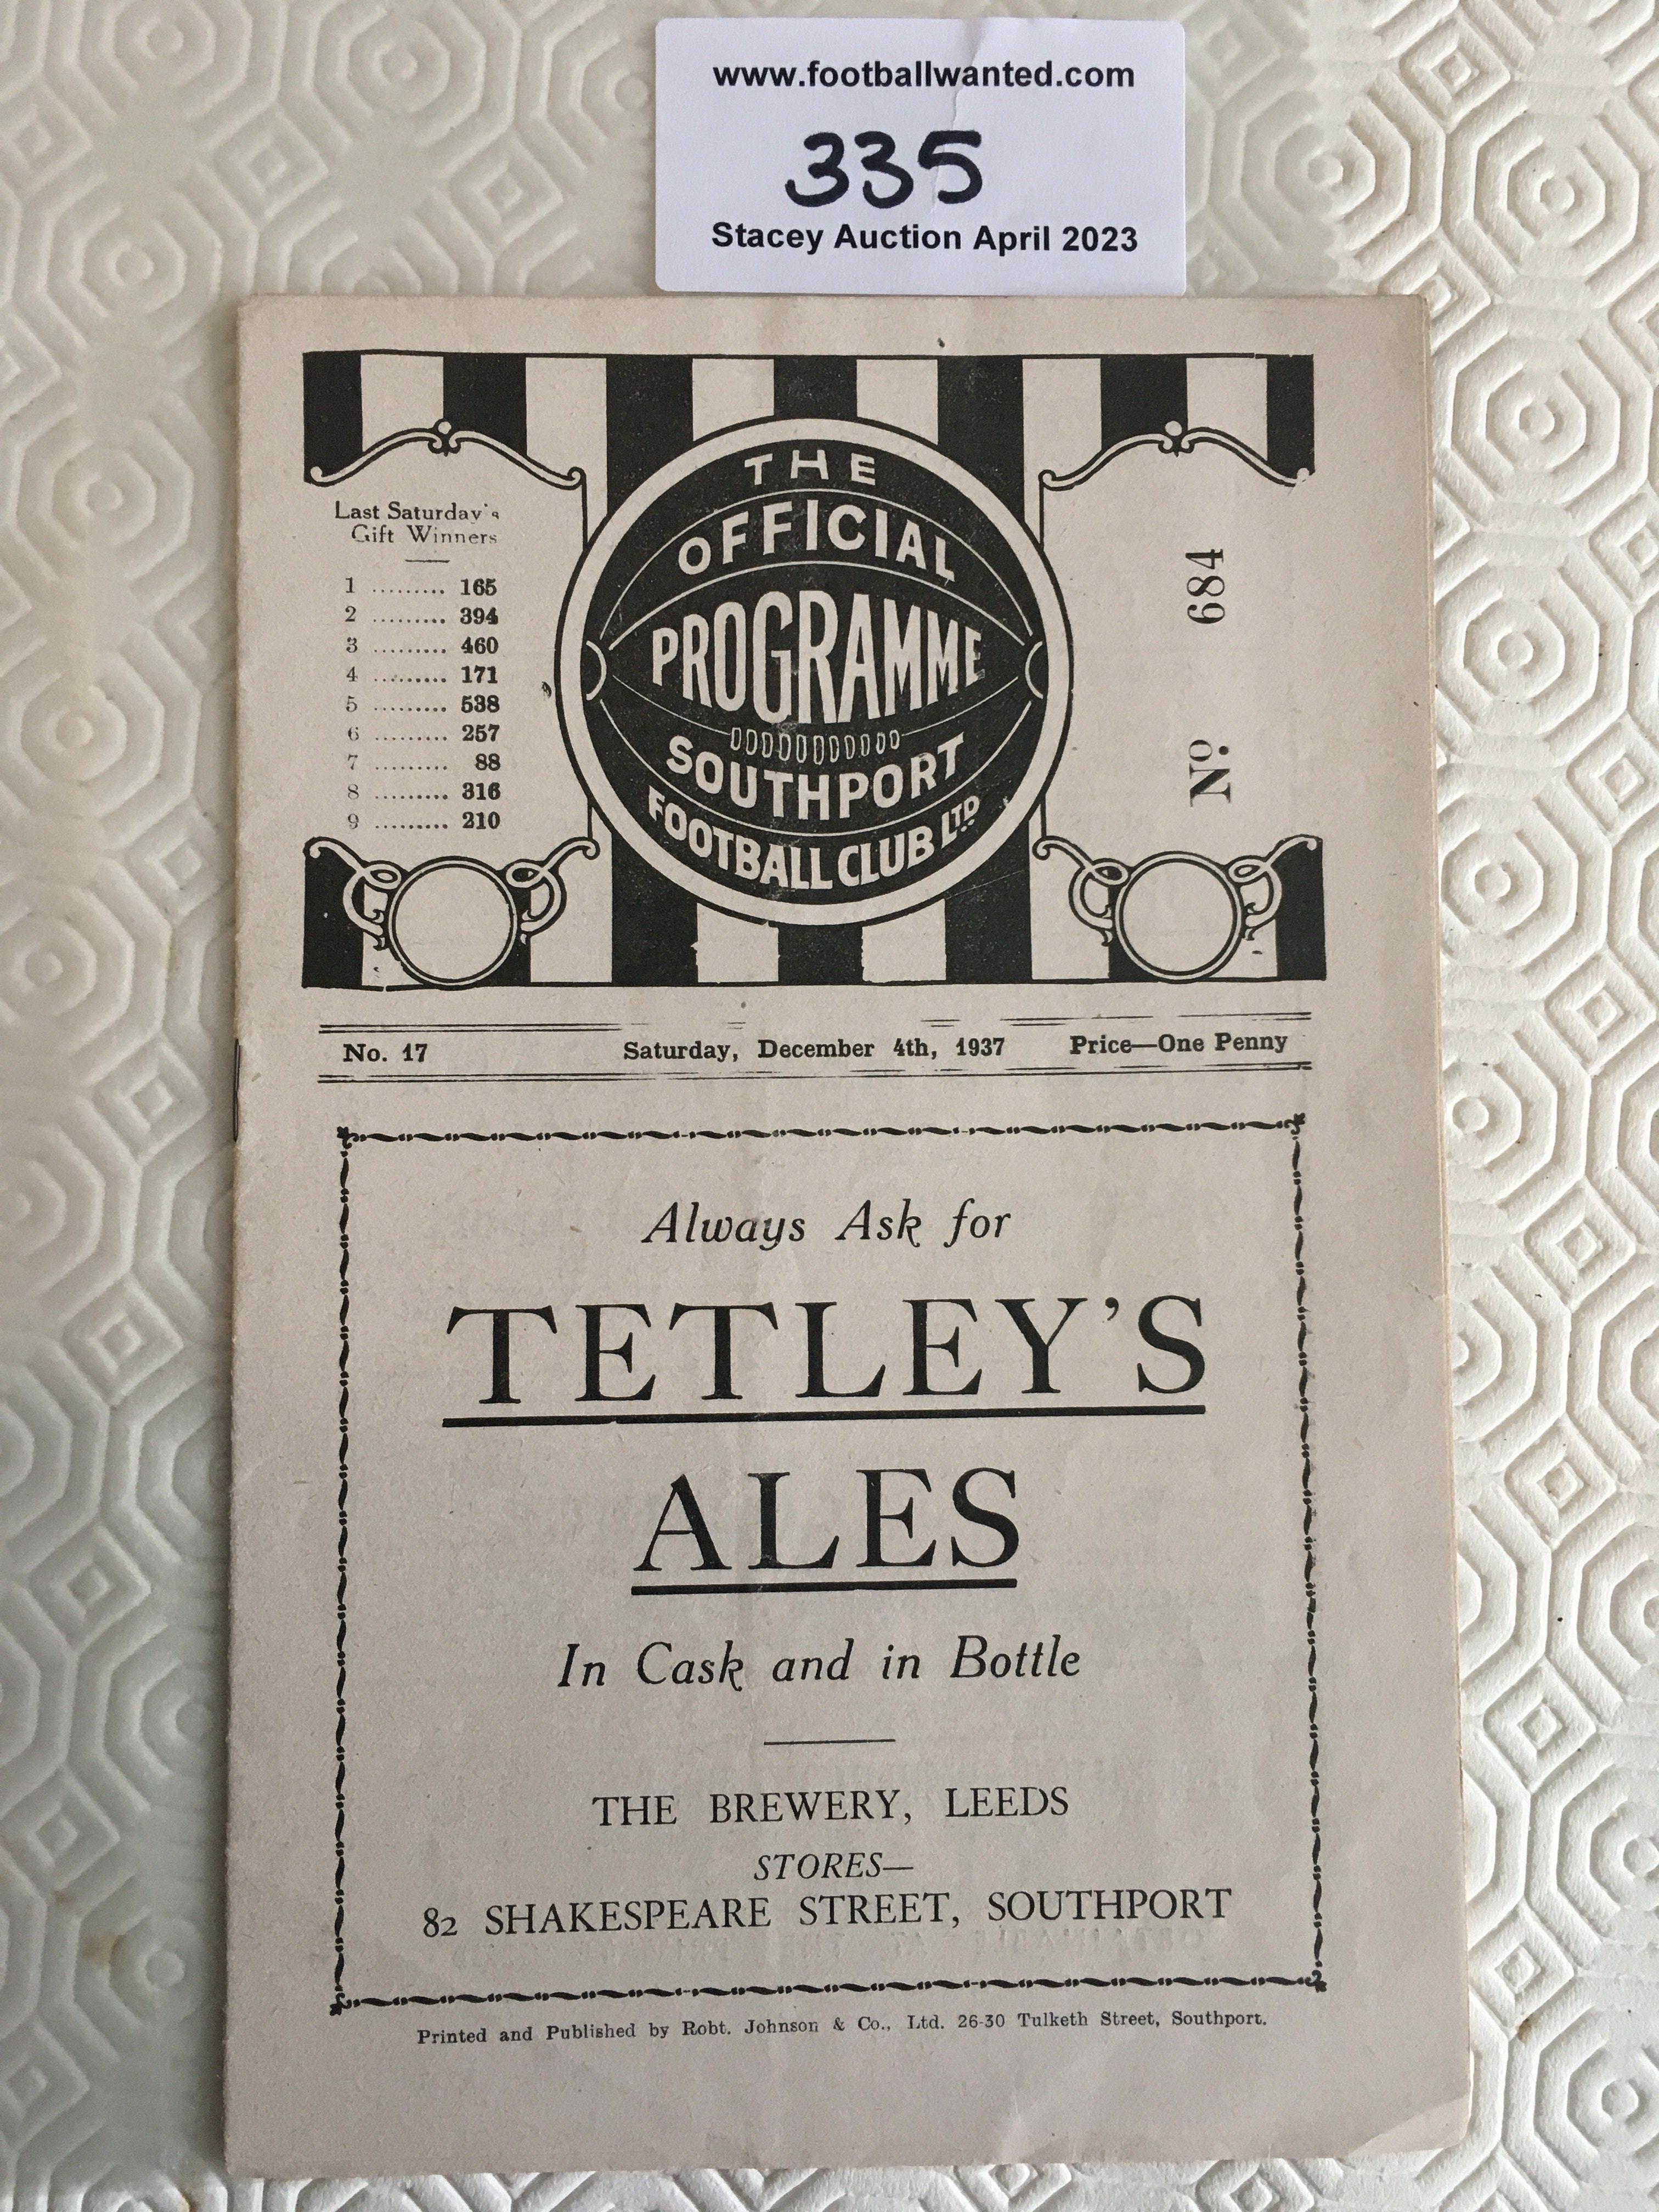 www.footballwanted.com
335
Stacey Auction April 2023
THE
OFFICIAL
PROGRAMME
SOUTHPORT
FOOTBALL CLUB LTD
Last Saturday's
Gift Winners
1 ......... 165
2 ......... 394
3 ......... 460
4 ......... 171
5 ......... 538
6 ......... 257
7 ......... 88
8 ......... 316
9 ......... 210
No. 684
No. 17 Saturday, December 4th, 1937 Price—One Penny
Always Ask for
TETLEY'S
ALES
In Cask and in Bottle
THE BREWERY, LEEDS
STORES—
82 SHAKESPEARE STREET, SOUTHPORT
Printed and Published by Robt. Johnson & Co., Ltd. 26-30 Tulketh Street, Southport.